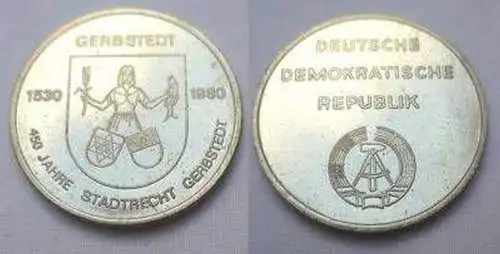 GERBSTEDT
1530 1980
450 JAHRE STADTRECHT GERBSTEDT
DEUTSCHE
DEMOKRATISCHE
REPUBLIK